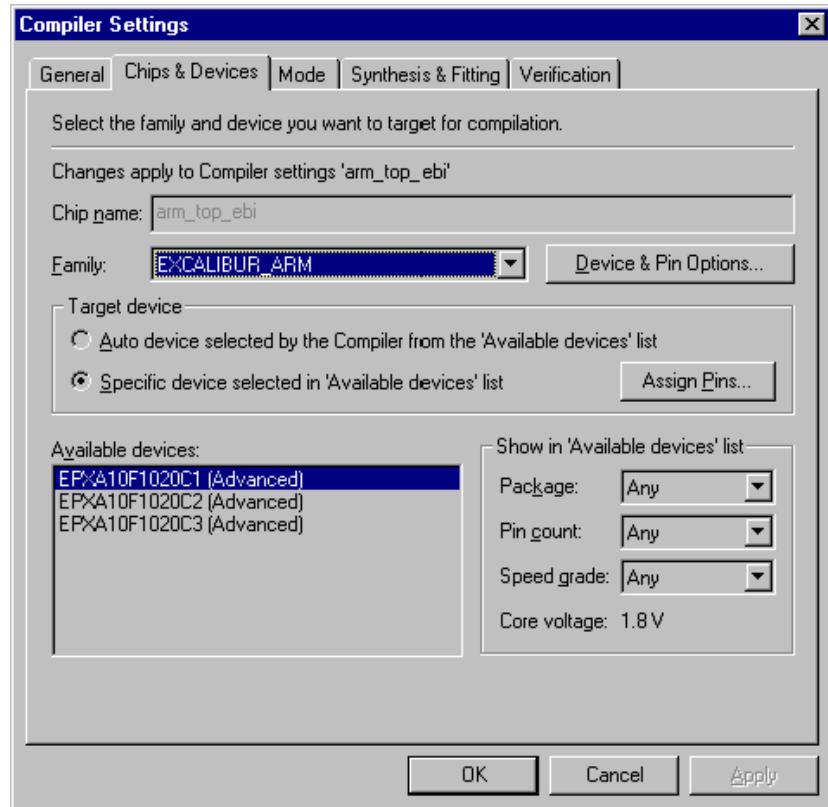 Compiler Settings
General Chips & Devices Mode Synthesis & Fitting Verification
Select the family and device you want to target for compilation.
Changes apply to Compiler settings 'arm_top_ebi'
Chip name: arm_top_ebi
Family: EXCALIBUR_ARM Device & Pin Options...
Target device
Auto device selected by the Compiler from the 'Available devices' list
Specific device selected in 'Available devices' list Assign Pins...
Available devices:
EPXA10F1020C1 (Advanced)
EPXA10F1020C2 (Advanced)
EPXA10F1020C3 (Advanced)
Show in 'Available devices' list
Package: Any
Pin count: Any
Speed grade: Any
Core voltage: 1.8 V
OK Cancel Apply